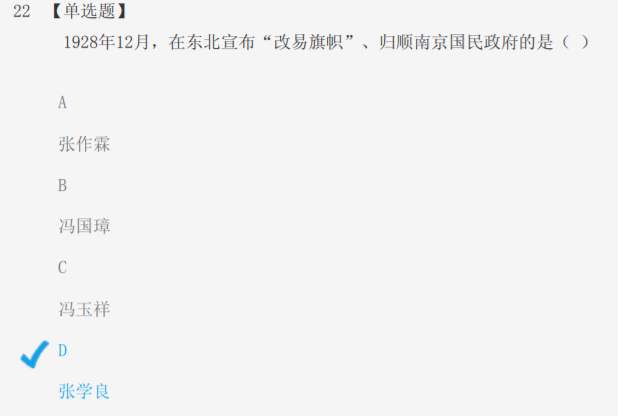 22 【单选题】
1928年12月，在东北宣布“改易旗帜”、归顺南京国民政府的是（ ）
A
张作霖
B
冯国璋
C
冯玉祥
D
张学良